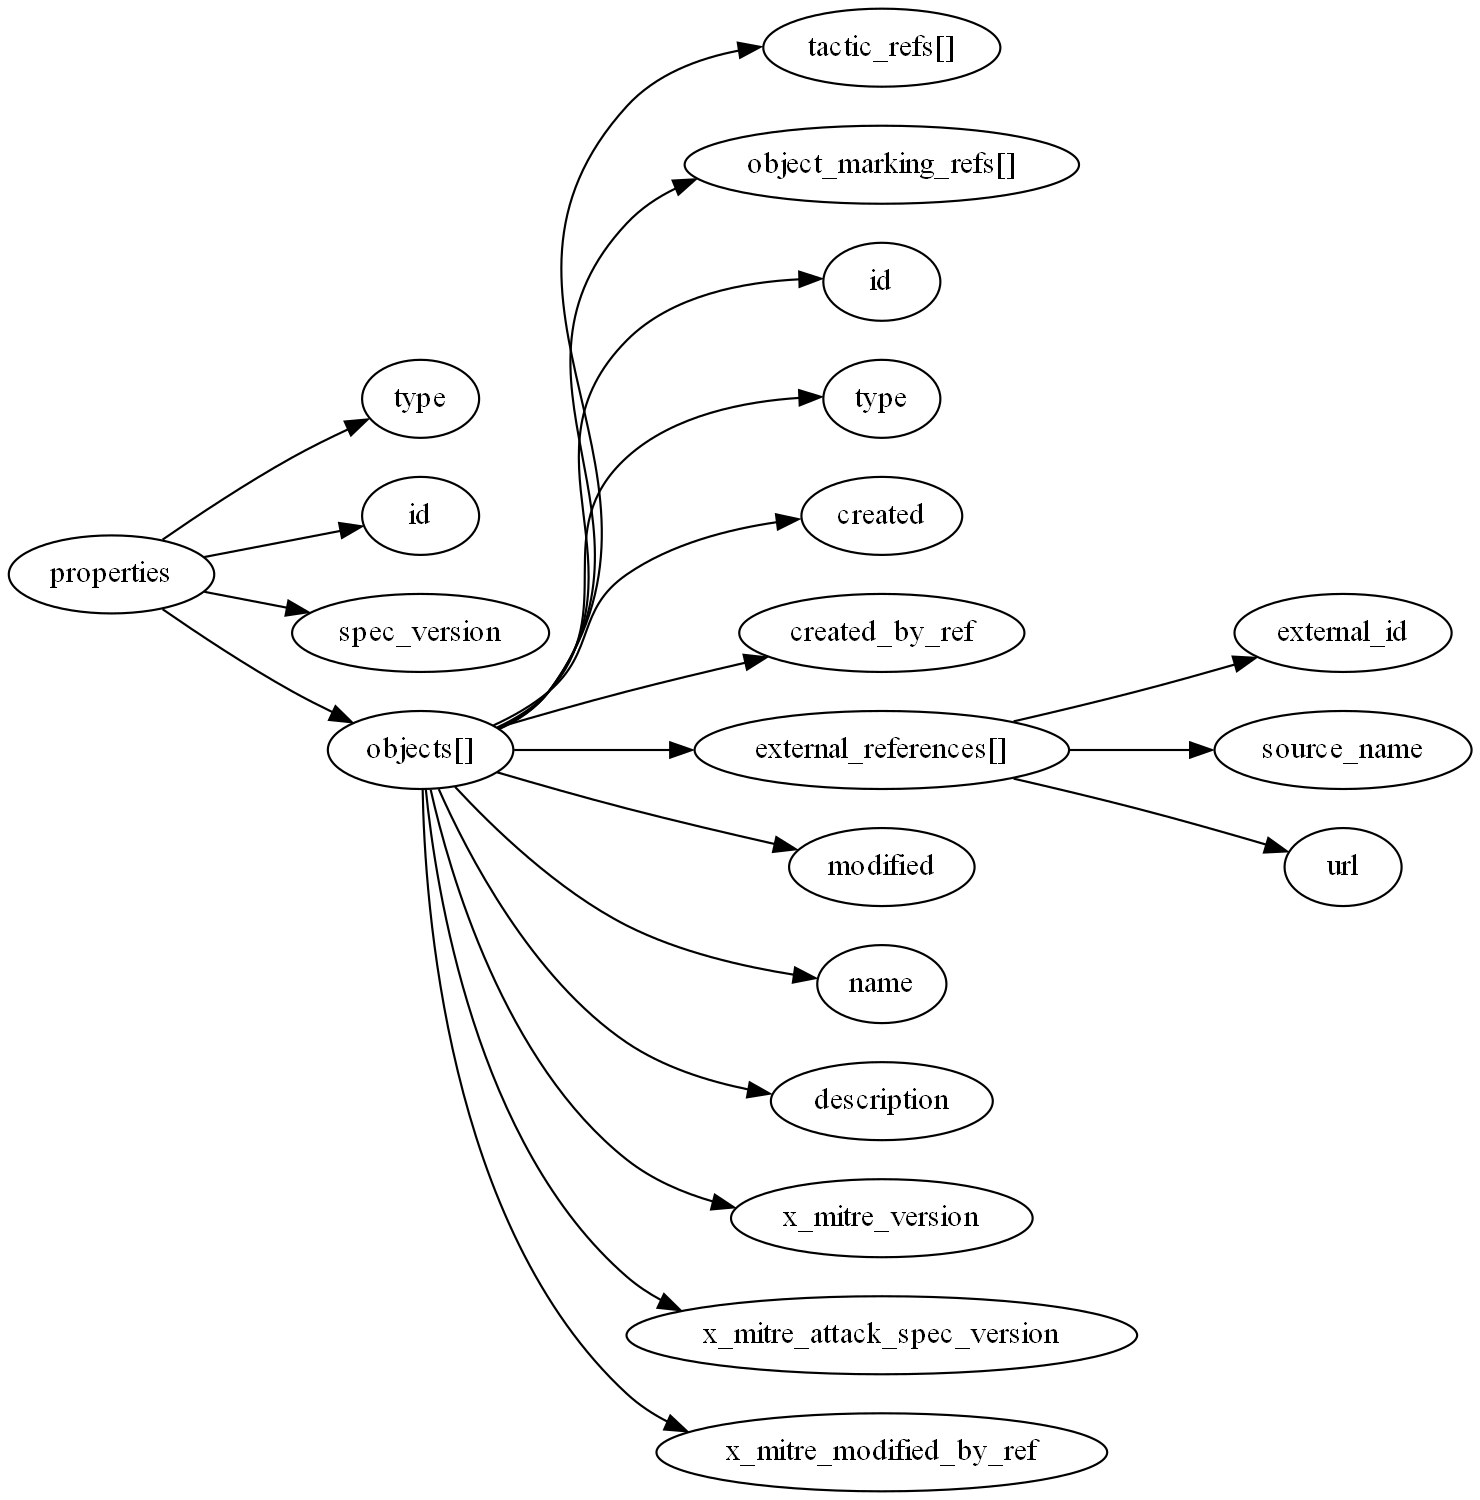 tactic_refs[]
object_marking_refs[]
id
type
created
created_by_ref
external_references[]
modified
name
description
x_mitre_version
x_mitre_attack_spec_version
x_mitre_modified_by_ref
type
id
spec_version
objects[]
properties
external_id
source_name
url